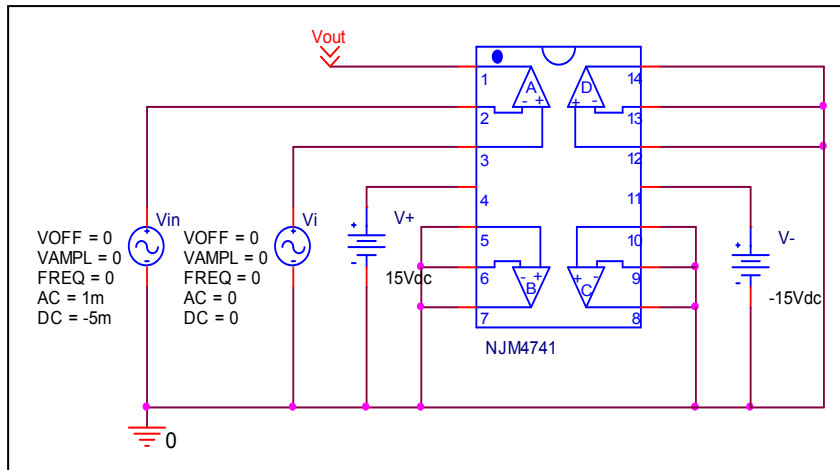 Vout
1
2
3
4
5
6
7
14
13
12
11
10
9
8
A
- +
D
+ -
- +
B
+ -
C
NJM4741
Vin
VOFF = 0
VAMPL = 0
FREQ = 0
AC = 1m
DC = -5m
Vi
VOFF = 0
VAMPL = 0
FREQ = 0
AC = 0
DC = 0
V+
+
-
15Vdc
V-
+
-
-15Vdc
+
-
+
-
0